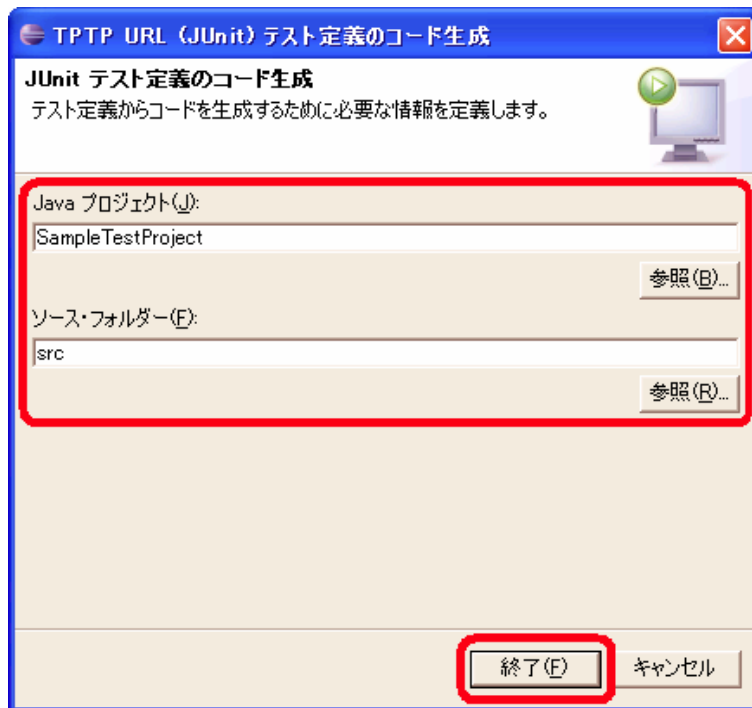 TPTP URL (JUnit) テスト定義のコード生成
JUnit テスト定義のコード生成
テスト定義からコードを生成するために必要な情報を定義します。
Java プロジェクト(J):
SampleTestProject
参照(B)...
ソース・フォルダー(F):
src
参照(R)...
終了(F)
キャンセル